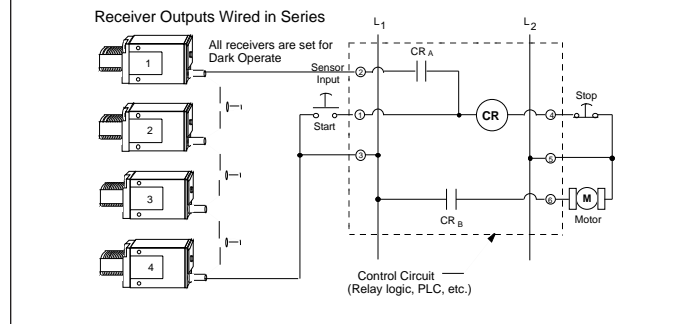 Receiver Outputs Wired in Series
L1
L2
All receivers are set for
Dark Operate
1
2
3
4
Sensor
Input
2
CR A
Start
1
CR
4
Stop
3
5
CR B
6
M
Motor
Control Circuit
(Relay logic, PLC, etc.)